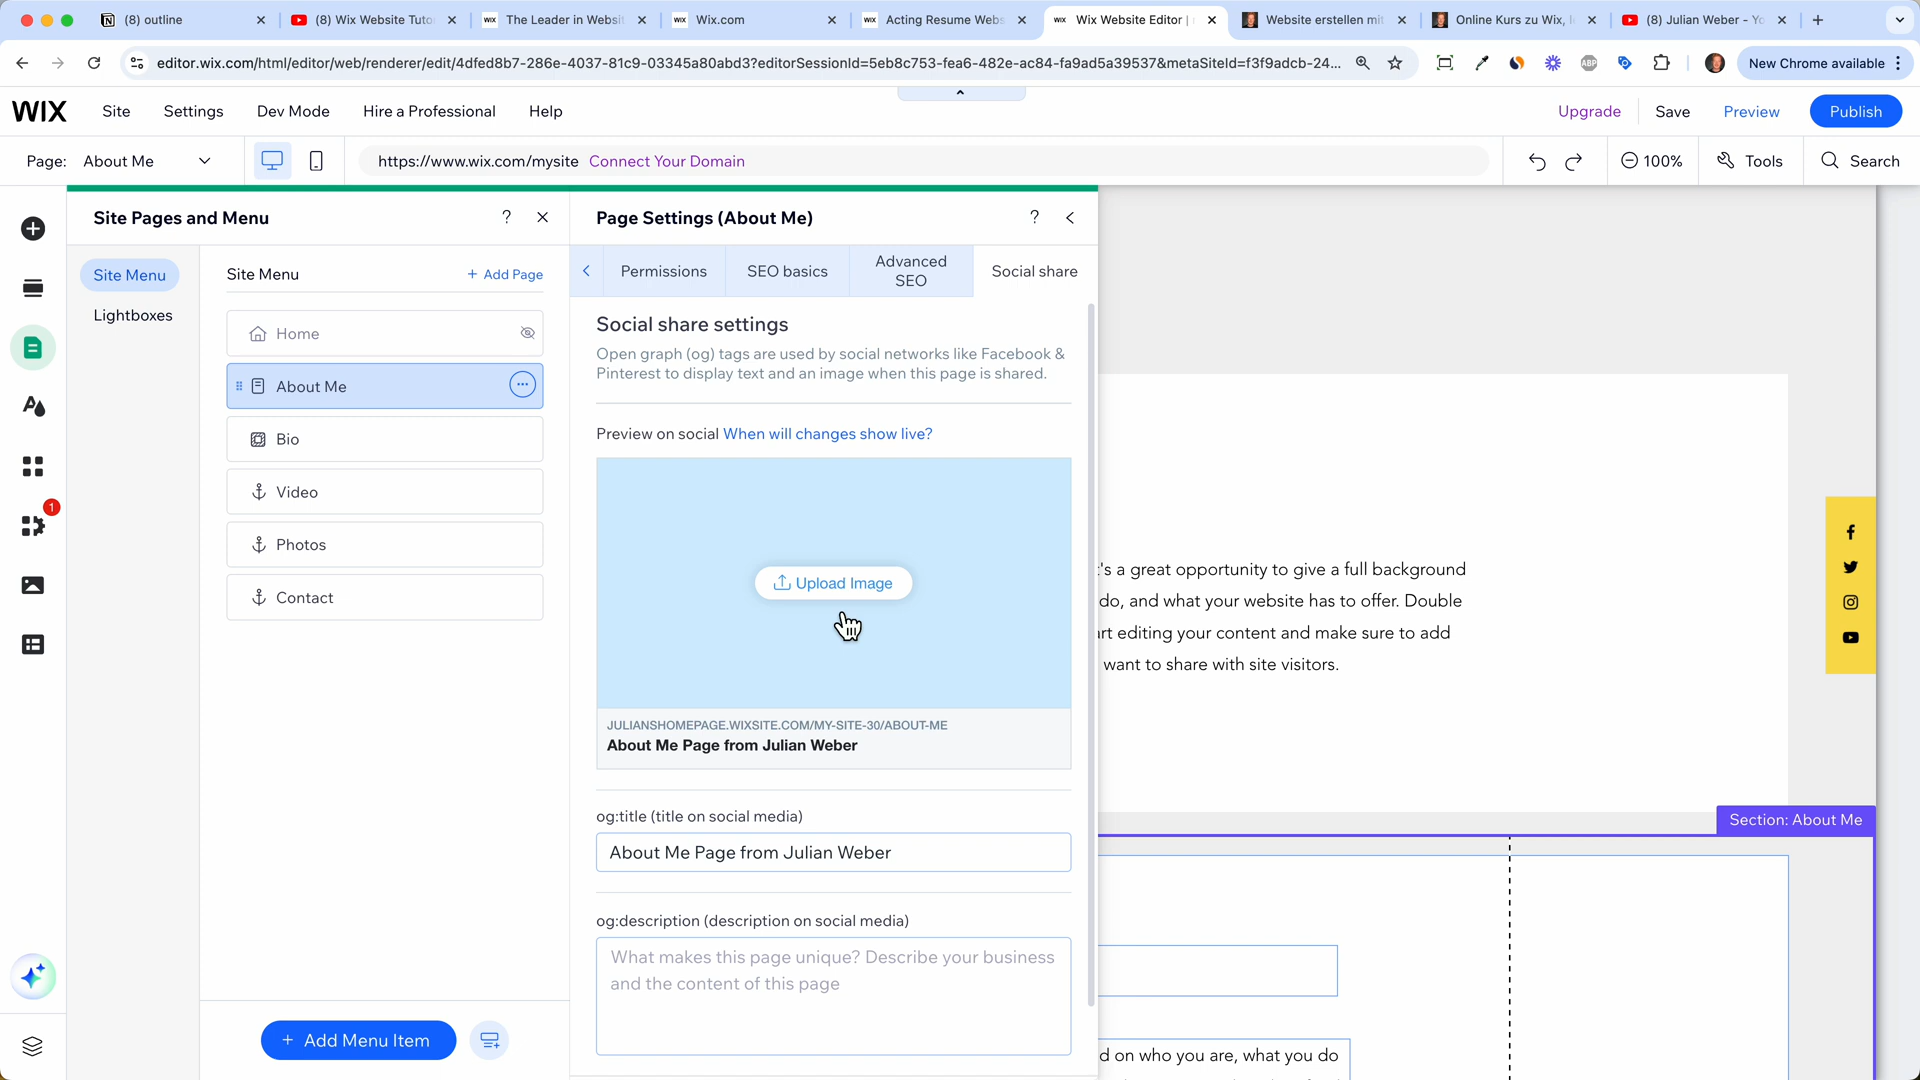 (8) outline
(8) Wix Website Tuto
WIX The Leader in Websit
WIX Wix.com
WIX Acting Resume Webs
WIX Wix Website Editor |
Website erstellen mit
Online Kurs zu Wix, I
(8) Julian Weber - Yo
editor.wix.com/html/editor/web/renderer/edit/4dfed8b7-286e-4037-81c9-03345a80abd3?editorSessionId=5eb8c753-fea6-482e-ac84-fa9ad5a39537&metaSiteId=f3f9adcb-24...
ABP
New Chrome available
WIX
Site
Settings
Dev Mode
Hire a Professional
Help
Upgrade
Save
Preview
Publish
Page: About Me
https://www.wix.com/mysite Connect Your Domain
100%
Tools
Search
Site Pages and Menu
?
Page Settings (About Me)
?
Site Menu
Lightboxes
Site Menu
+ Add Page
Home
About Me
Bio
Video
Photos
Contact
1
+ Add Menu Item
Permissions
SEO basics
Advanced
SEO
Social share
Social share settings
Open graph (og) tags are used by social networks like Facebook &
Pinterest to display text and an image when this page is shared.
Preview on social When will changes show live?
Upload Image
JULIANSHOMEPAGE.WIXSITE.COM/MY-SITE-30/ABOUT-ME
About Me Page from Julian Weber
og:title (title on social media)
About Me Page from Julian Weber
og:description (description on social media)
What makes this page unique? Describe your business
and the content of this page
t's a great opportunity to give a full background
do, and what your website has to offer. Double
rt editing your content and make sure to add
want to share with site visitors.
Section: About Me
d on who you are, what you do